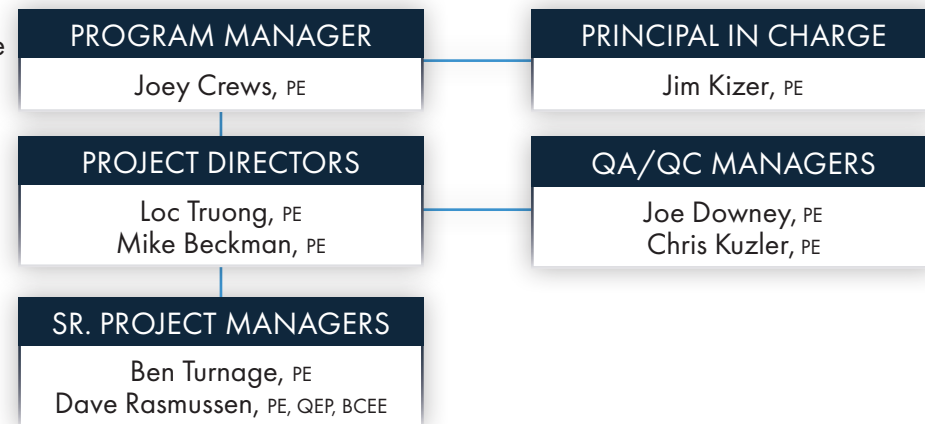 PROGRAM MANAGER
Joey Crews, PE
PRINCIPAL IN CHARGE
Jim Kizer, PE
PROJECT DIRECTORS
Loc Truong, PE
Mike Beckman, PE
QA/QC MANAGERS
Joe Downey, PE
Chris Kuzler, PE
SR. PROJECT MANAGERS
Ben Turnage, PE
Dave Rasmussen, PE, QEP, BCEE